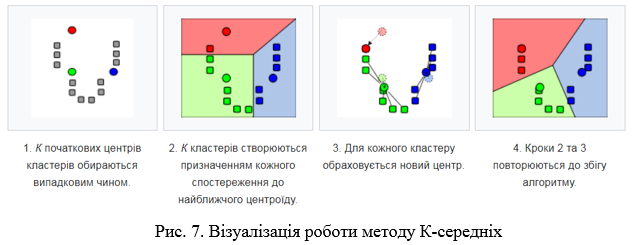 1. К початкових центрів
кластерів обираються
випадковим чином.
2. К кластерів створюються
призначенням кожного
спостереження до
найближчого центроїду.
3. Для кожного кластеру
обраховується новий центр.
4. Кроки 2 та 3
повторюються до збігу
алгоритму.
Рис. 7. Візуалізація роботи методу К-середніх